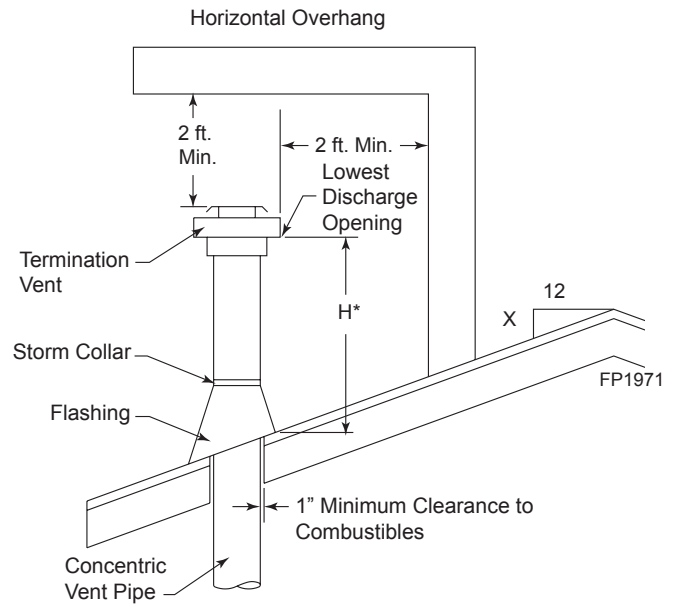 Horizontal Overhang
2 ft.
Min.
2 ft. Min.
Lowest
Discharge
Opening
Termination
Vent
H*
12
X
Storm Collar
FP1971
Flashing
1” Minimum Clearance to
Combustibles
Concentric
Vent Pipe